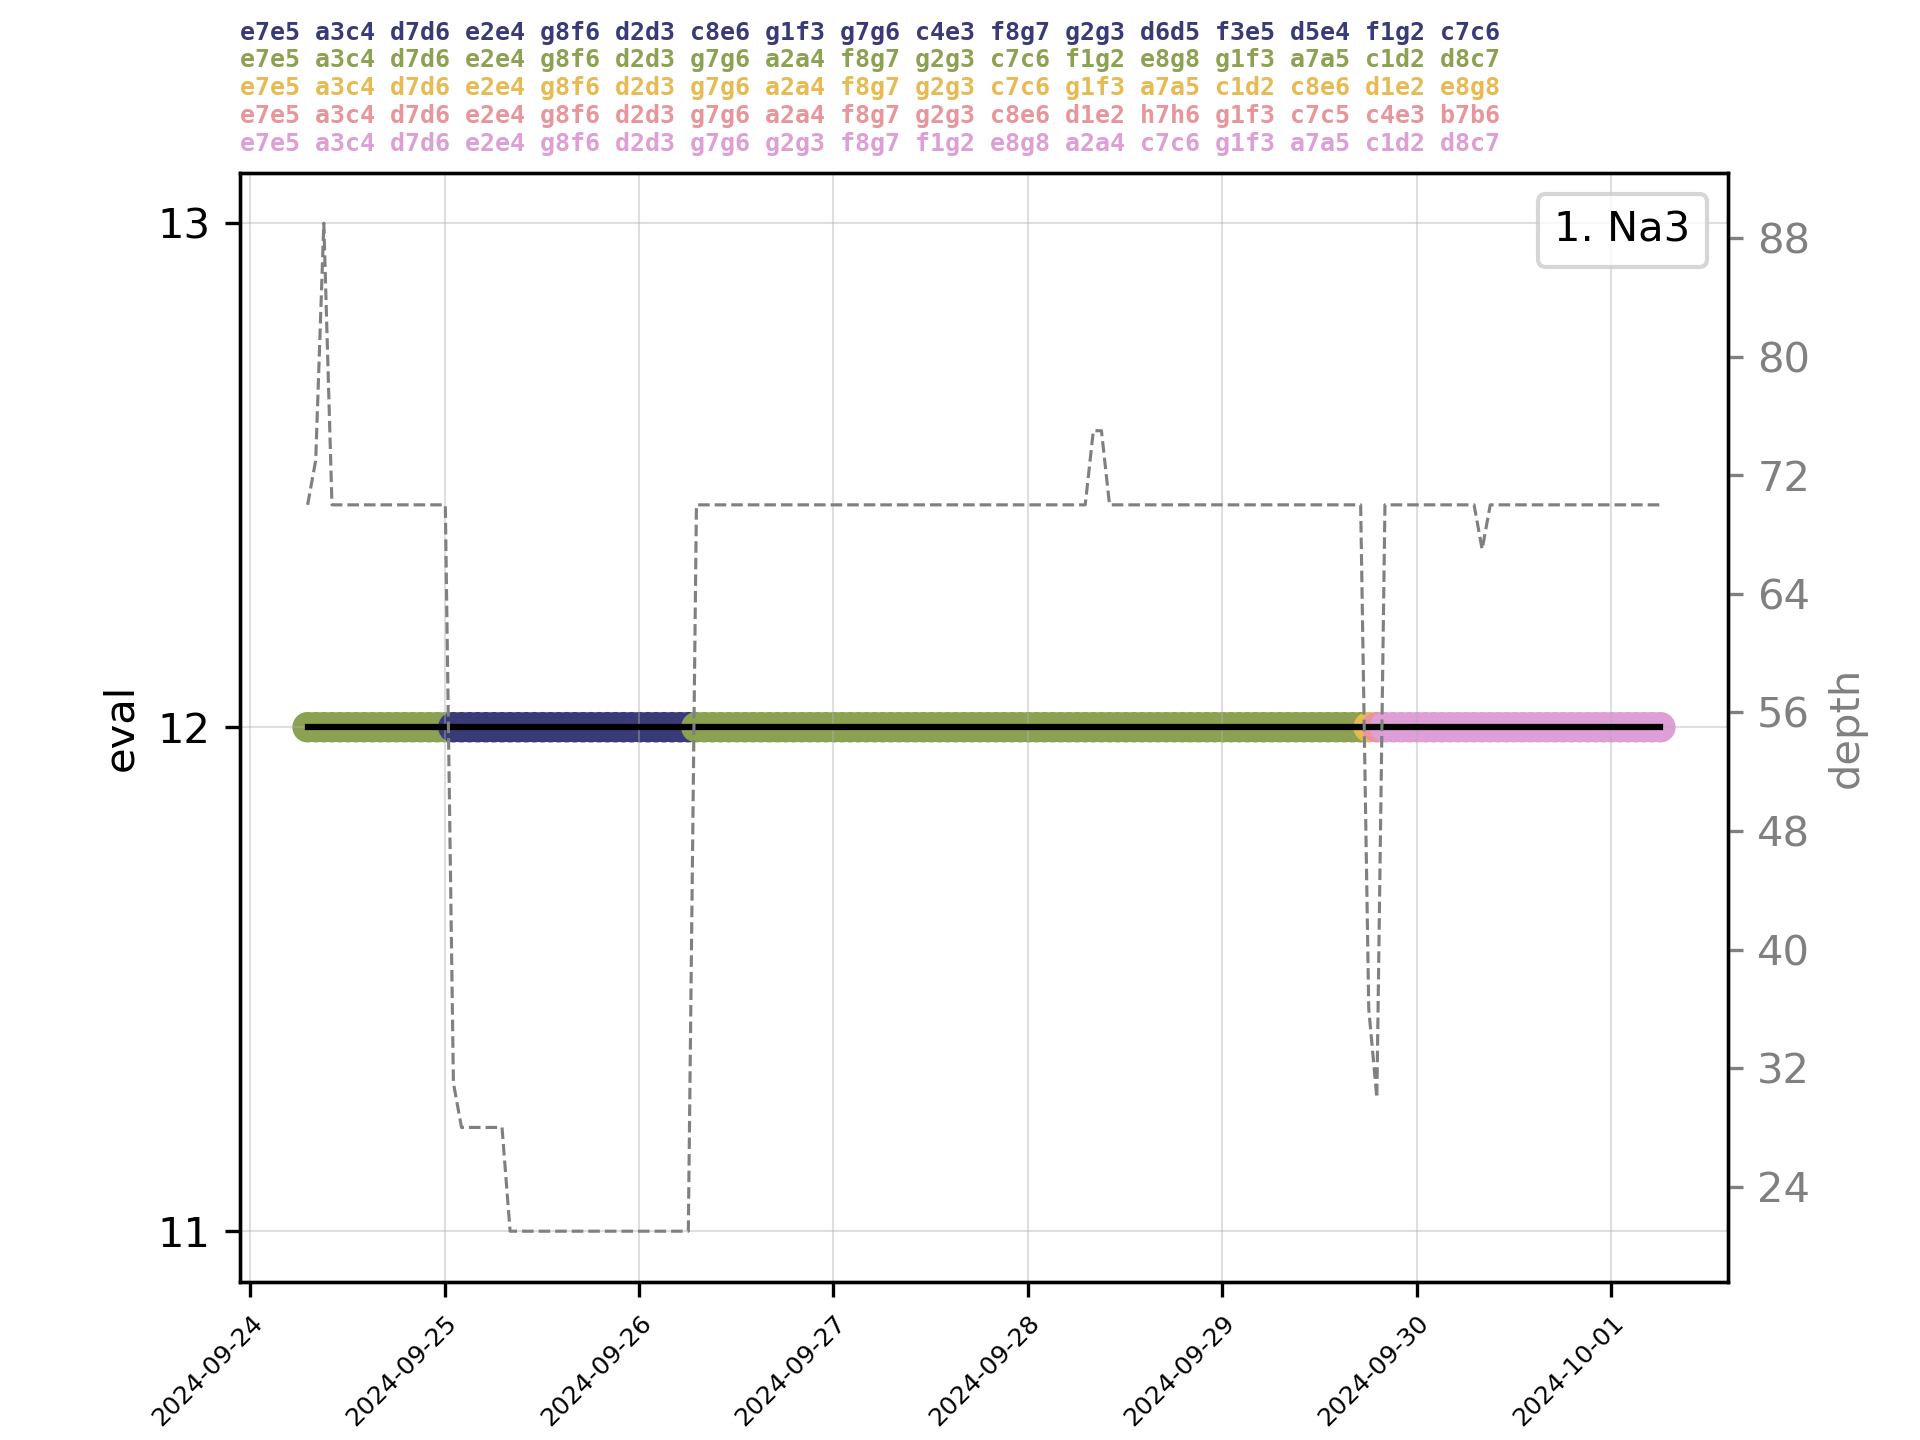 e7e5 a3c4 d7d6 e2e4 g8f6 d2d3 c8e6 g1f3 g7g6 c4e3 f8g7 g2g3 d6d5 f3e5 d5e4 f1g2 c7c6
e7e5 a3c4 d7d6 e2e4 g8f6 d2d3 g7g6 a2a4 f8g7 g2g3 c7c6 f1g2 e8g8 g1f3 a7a5 c1d2 d8c7
e7e5 a3c4 d7d6 e2e4 g8f6 d2d3 g7g6 a2a4 f8g7 g2g3 c7c6 g1f3 a7a5 c1d2 c8e6 d1e2 e8g8
e7e5 a3c4 d7d6 e2e4 g8f6 d2d3 g7g6 a2a4 f8g7 g2g3 c8e6 d1e2 h7h6 g1f3 c7c5 c4e3 b7b6
e7e5 a3c4 d7d6 e2e4 g8f6 d2d3 g7g6 g2g3 f8g7 f1g2 e8g8 a2a4 c7c6 g1f3 a7a5 c1d2 d8c7
1. Na3
13
12
11
eval
88
80
72
64
56
48
40
32
24
depth
2024-09-24
2024-09-25
2024-09-26
2024-09-27
2024-09-28
2024-09-29
2024-09-30
2024-10-01